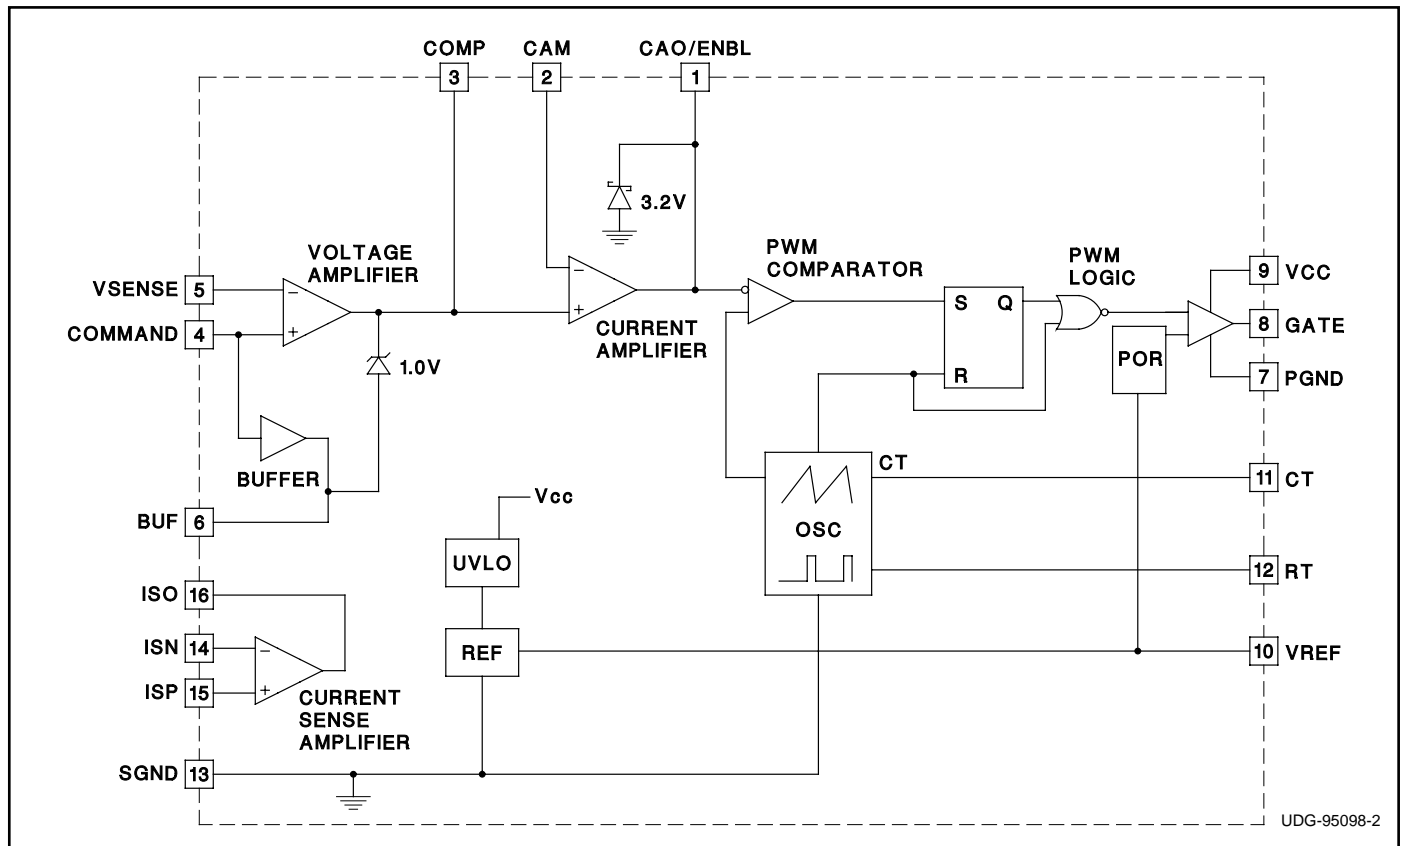 COMP CAM CAO/ENBL
3 2 1
3.2V
VOLTAGE
AMPLIFIER
PWM
COMPARATOR
PWM
LOGIC
VSENSE 5
−
COMMAND 4
+
1.0V
−
+
CURRENT
AMPLIFIER
S Q
R
POR
9 VCC
8 GATE
7 PGND
BUFFER
BUF 6
Vcc
UVLO
REF
CT
OSC
11 CT
12 RT
10 VREF
ISO 16
ISN 14
−
ISP 15
+
CURRENT
SENSE
AMPLIFIER
SGND 13
UDG-95098-2